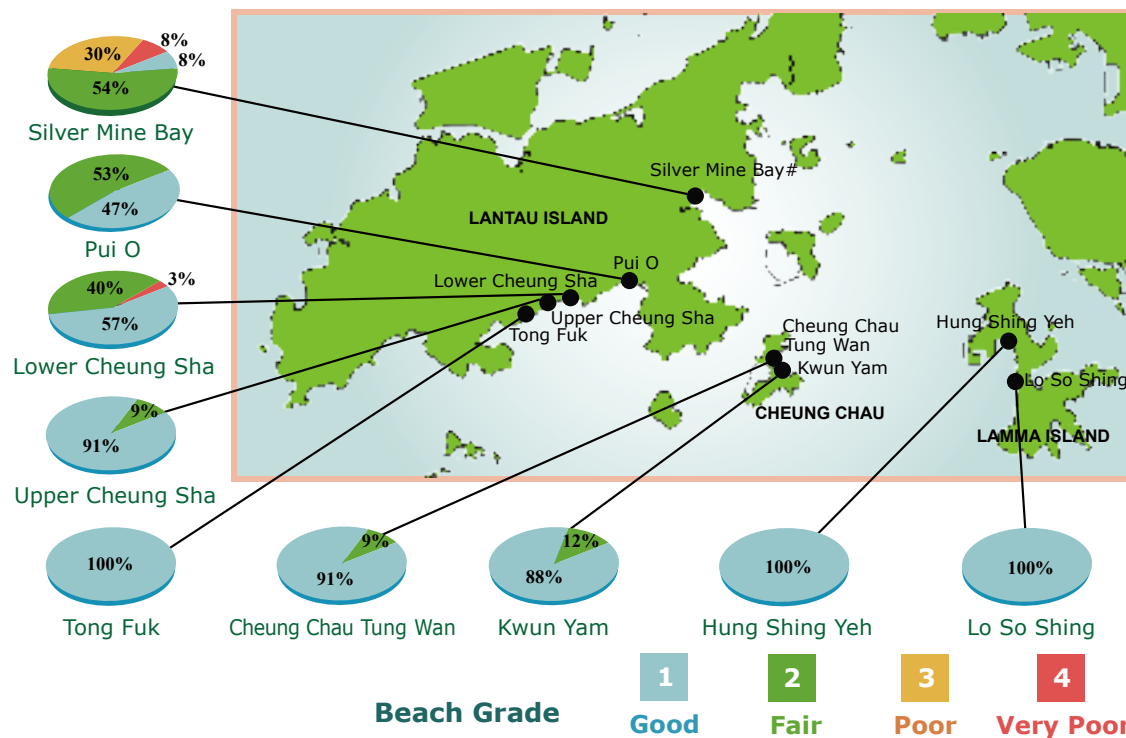 30%
8%
8%
54%
Silver Mine Bay
53%
47%
Pui O
40%
3%
57%
Lower Cheung Sha
9%
91%
Upper Cheung Sha
100%
Tong Fuk
9%
91%
Cheung Chau Tung Wan
12%
88%
Kwun Yam
100%
Hung Shing Yeh
100%
Lo So Shing
Silver Mine Bay#
LANTAU ISLAND
Pui O
Lower Cheung Sha
Upper Cheung Sha
Tong Fuk
Cheung Chau
Tung Wan
Kwun Yam
CHEUNG CHAU
Hung Shing Yeh
Lo So Shing
LAMMA ISLAND
Beach Grade
1
Good
2
Fair
3
Poor
4
Very Poor